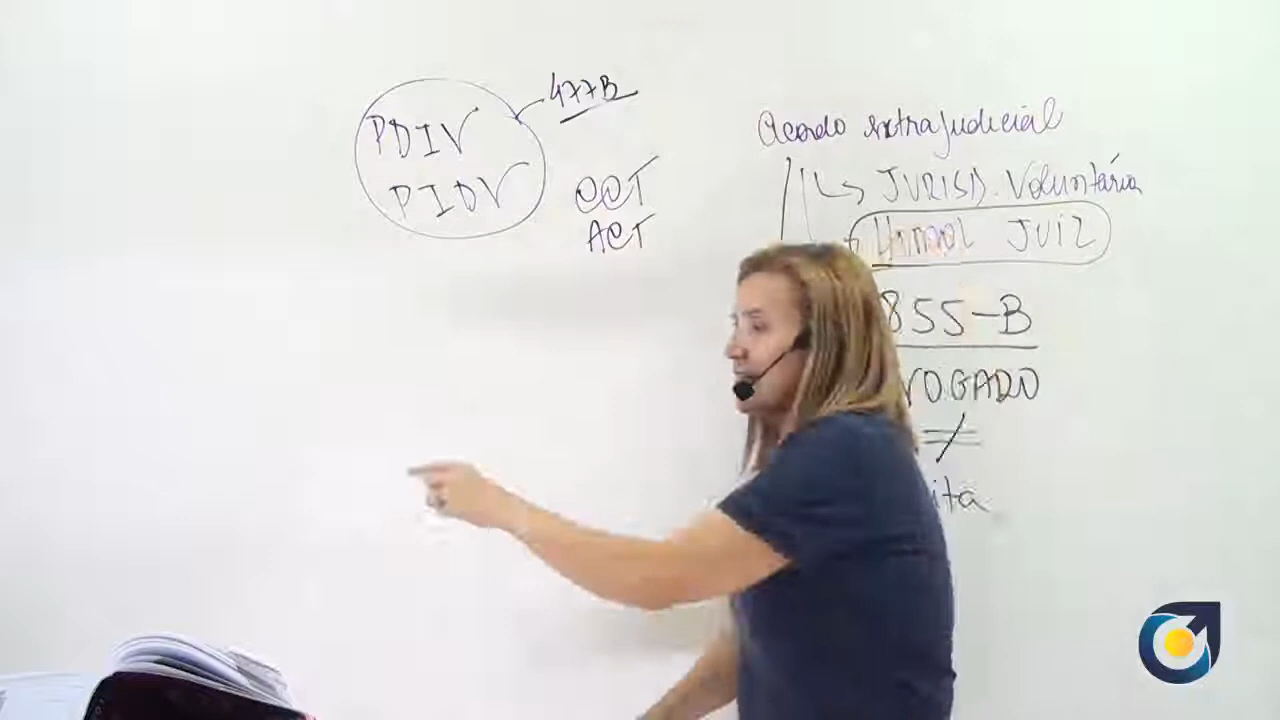 PDIV
PIDV
477B
CCT
ACT
Acordo extrajudicial
↳ JURISD. Voluntária
Homol JUIZ
855-B
VOGADO
≠
ita